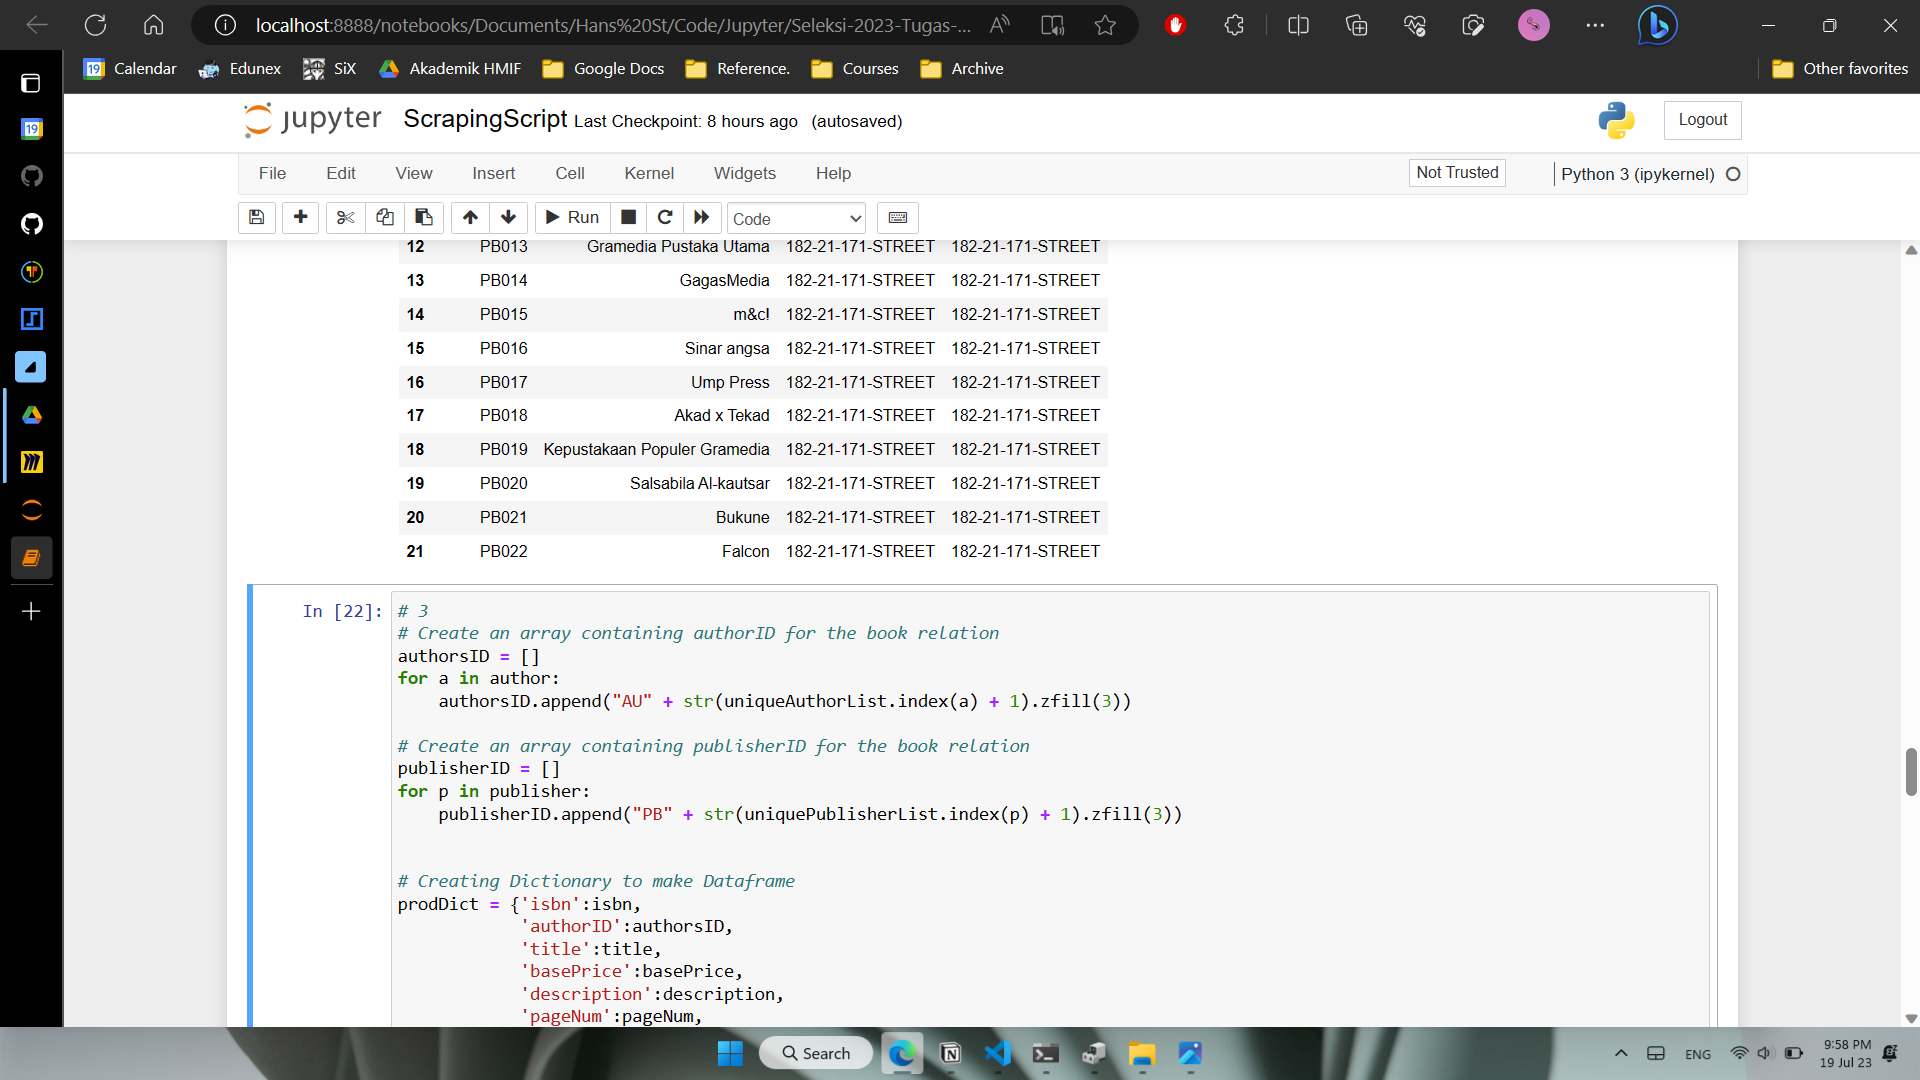 localhost:8888/notebooks/Documents/Hans%20St/Code/Jupyter/Seleksi-2023-Tugas-...
Calendar Edunex SiX Akademik HMIF Google Docs Reference. Courses Archive Other favorites
19
jupyter ScrapingScript Last Checkpoint: 8 hours ago (autosaved) Logout
File Edit View Insert Cell Kernel Widgets Help Not Trusted Python 3 (ipykernel)
Run Code
12 PB013 Gramedia Pustaka Utama 182-21-171-STREET 182-21-171-STREET
13 PB014 GagasMedia 182-21-171-STREET 182-21-171-STREET
14 PB015 m&c! 182-21-171-STREET 182-21-171-STREET
15 PB016 Sinar angsa 182-21-171-STREET 182-21-171-STREET
16 PB017 Ump Press 182-21-171-STREET 182-21-171-STREET
17 PB018 Akad x Tekad 182-21-171-STREET 182-21-171-STREET
18 PB019 Kepustakaan Populer Gramedia 182-21-171-STREET 182-21-171-STREET
19 PB020 Salsabila Al-kautsar 182-21-171-STREET 182-21-171-STREET
20 PB021 Bukune 182-21-171-STREET 182-21-171-STREET
21 PB022 Falcon 182-21-171-STREET 182-21-171-STREET
In [22]: # 3
# Create an array containing authorID for the book relation
authorsID = []
for a in author:
    authorsID.append("AU" + str(uniqueAuthorList.index(a) + 1).zfill(3))
# Create an array containing publisherID for the book relation
publisherID = []
for p in publisher:
    publisherID.append("PB" + str(uniquePublisherList.index(p) + 1).zfill(3))
# Creating Dictionary to make Dataframe
prodDict = {'isbn':isbn,
'authorID':authorsID,
'title':title,
'basePrice':basePrice,
'description':description,
'pageNum':pageNum,
Search ENG 9:58 PM
19 Jul 23